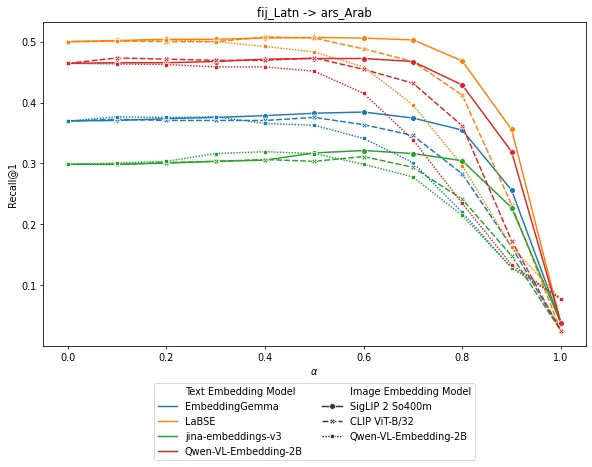 fij_Latn -> ars_Arab
Recall@1
0.5
0.4
0.3
0.2
0.1
0.0 0.2 0.4 0.6 0.8 1.0
α
Text Embedding Model Image Embedding Model
EmbeddingGemma SigLIP 2 So400m
LaBSE CLIP ViT-B/32
jina-embeddings-v3 Qwen-VL-Embedding-2B
Qwen-VL-Embedding-2B